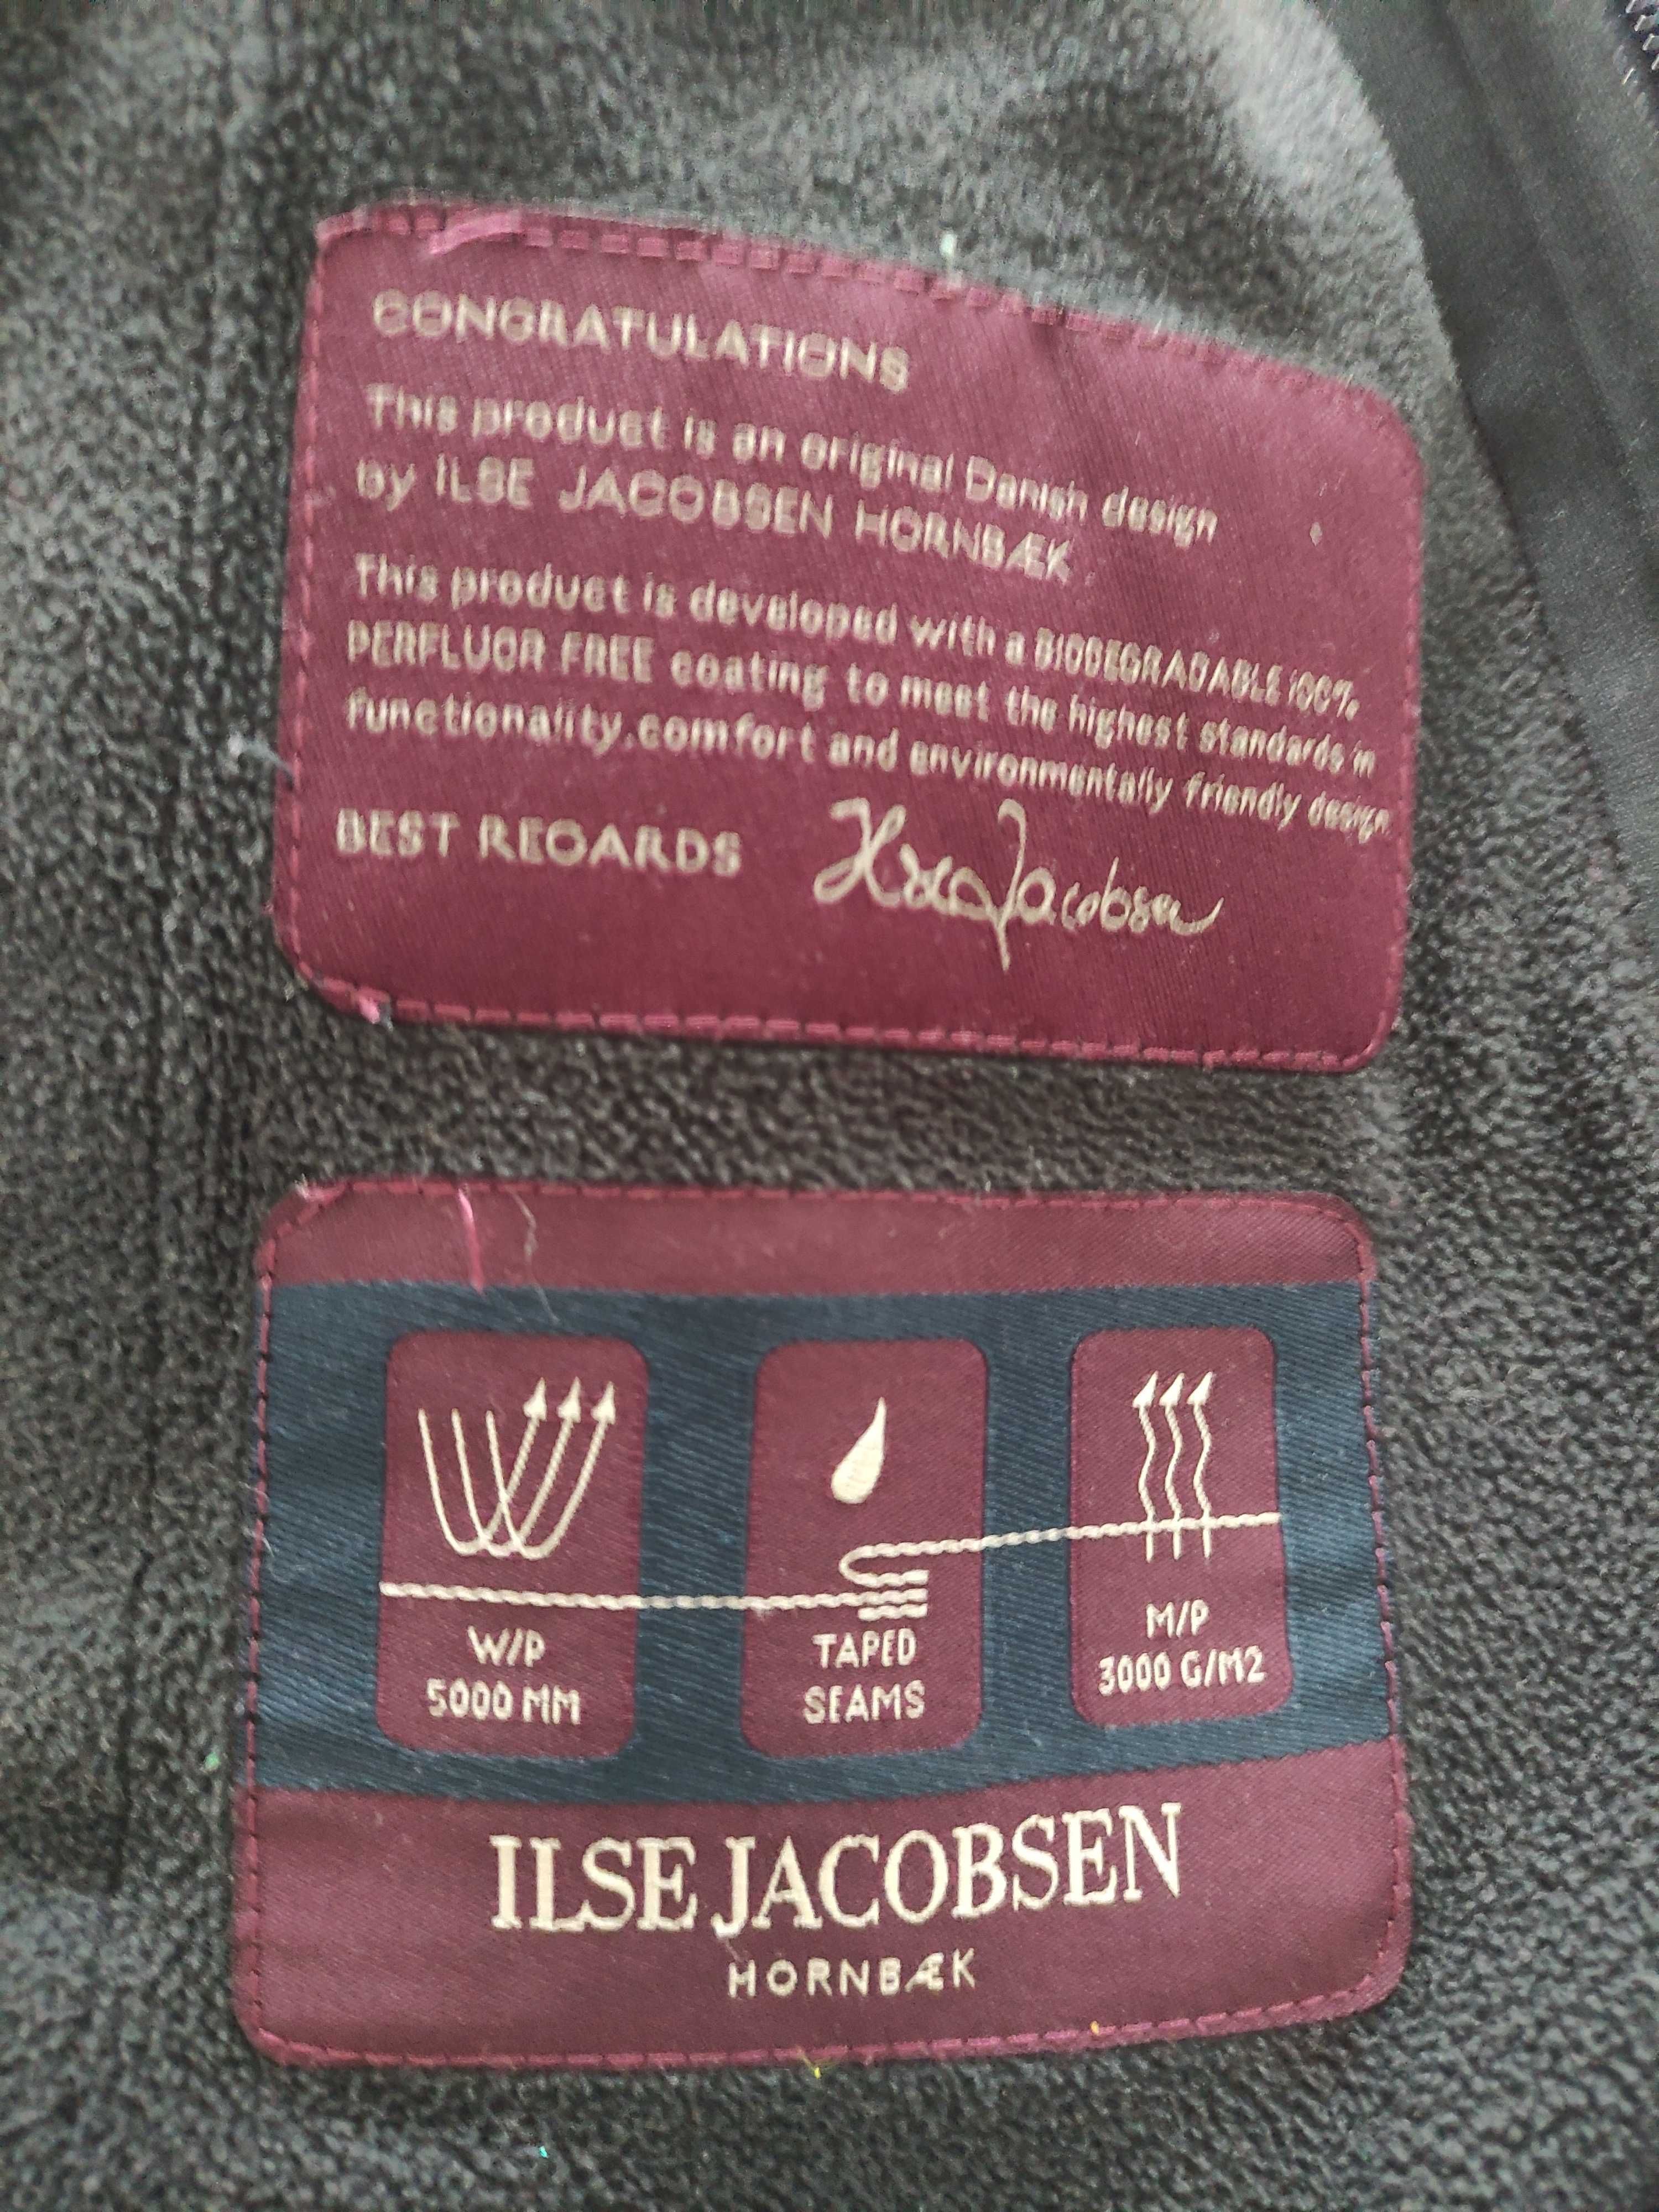 CONGRATULATIONS
This product is an original Danish design
by ILSE JACOBSEN HORNBÆK
This product is developed with a BIODEGRADABLE 100%
PERFLUOR FREE coating to meet the highest standards in
functionality,comfort and environmentally friendly design
BEST REGARDS
Ilse Jacobsen
W/P
5000 MM
TAPED
SEAMS
M/P
3000 G/M2
ILSE JACOBSEN
HORNBÆK